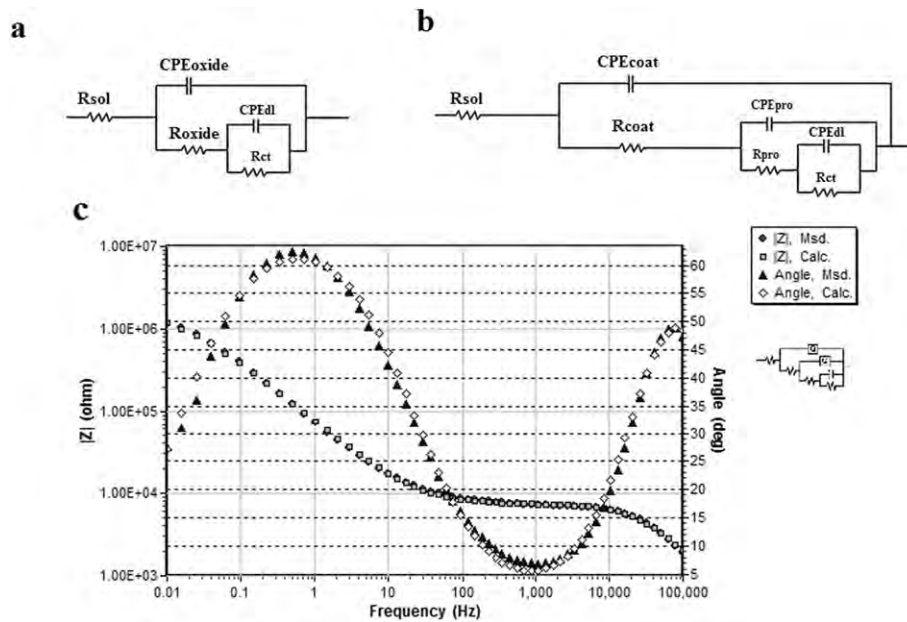 a
CPEoxide
Rsol
CPEdl
Roxide
Rct
b
CPEcoat
Rsol
CPEpro
Rcoat
CPEdl
Rpro
Rct
c
1.00E+07
1.00E+06
1.00E+05
1.00E+04
1.00E+03
|Z| (ohm)
60
55
50
45
40
35
30
25
20
15
10
5
Angle (deg)
0.01
0.1
1
10
100
1,000
10,000
100,000
Frequency (Hz)
|Z|, Msd.
|Z|, Calc.
Angle, Msd.
Angle, Calc.